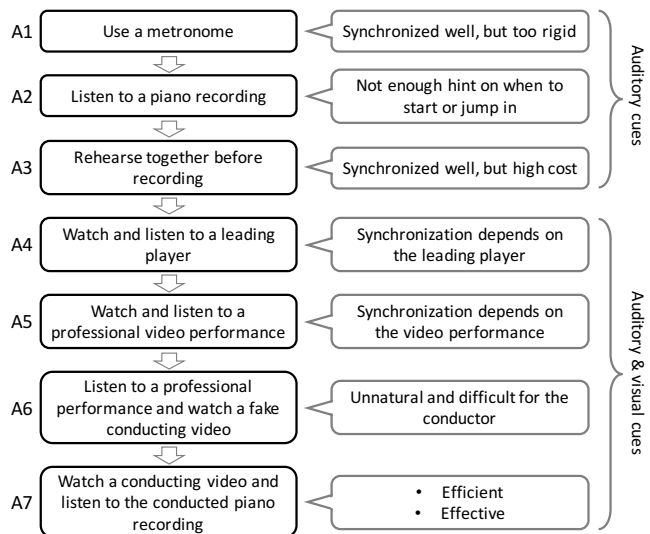 A1 Use a metronome
Synchronized well, but too rigid
A2 Listen to a piano recording
Not enough hint on when to
start or jump in
A3 Rehearse together before
recording
Synchronized well, but high cost
Auditory
cues
A4 Watch and listen to a leading
player
Synchronization depends on
the leading player
A5 Watch and listen to a
professional video performance
Synchronization depends on
the video performance
A6 Listen to a professional
performance and watch a fake
conducting video
Unnatural and difficult for the
conductor
A7 Watch a conducting video and
listen to the conducted piano
recording
• Efficient
• Effective
Auditory & visual cues